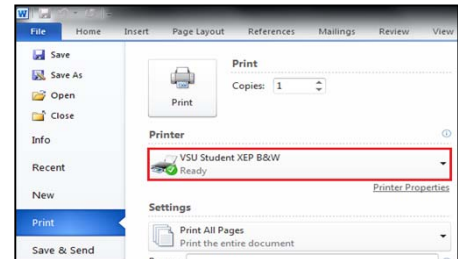 W
File Home Insert Page Layout References Mailings Review View
Save
Save As
Open
Close
Info
Recent
New
Print
Save & Send
Print
Print
Copies: 1
Printer
VSU Student XEP B&W
Ready
Printer Properties
Settings
Print All Pages
Print the entire document